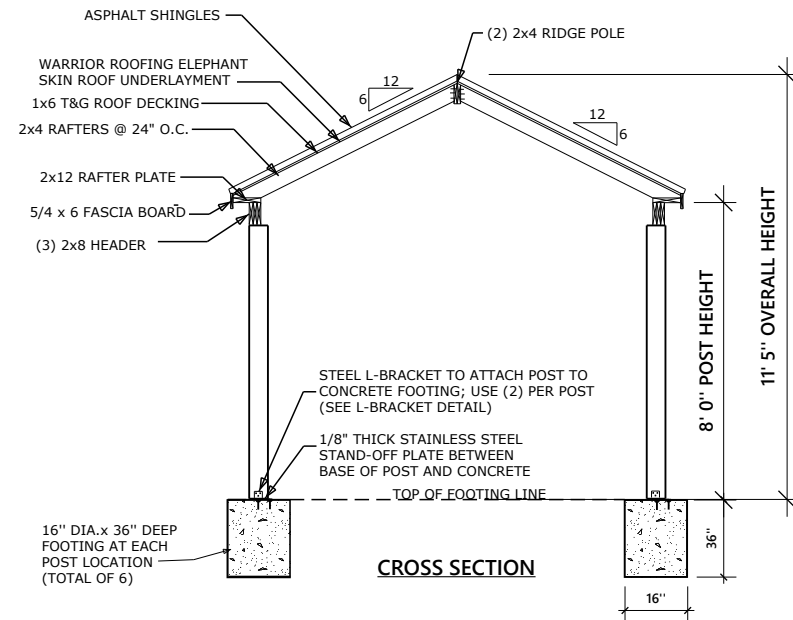 ASPHALT SHINGLES
(2) 2x4 RIDGE POLE
WARRIOR ROOFING ELEPHANT
SKIN ROOF UNDERLAYMENT
12
6
1x6 T&G ROOF DECKING
2x4 RAFTERS @ 24" O.C.
12
6
2x12 RAFTER PLATE
5/4 x 6 FASCIA BOARD
(3) 2x8 HEADER
8' 0" POST HEIGHT
11' 5" OVERALL HEIGHT
STEEL L-BRACKET TO ATTACH POST TO
CONCRETE FOOTING; USE (2) PER POST
(SEE L-BRACKET DETAIL)
1/8" THICK STAINLESS STEEL
STAND-OFF PLATE BETWEEN
BASE OF POST AND CONCRETE
TOP OF FOOTING LINE
16" DIA.x 36" DEEP
FOOTING AT EACH
POST LOCATION
(TOTAL OF 6)
36"
CROSS SECTION
16"